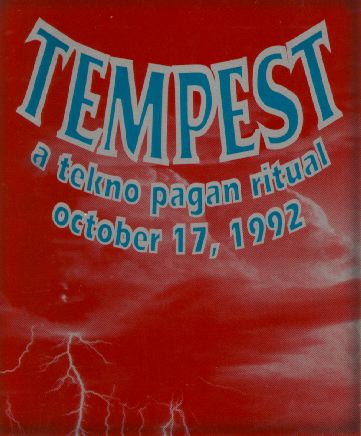 TEMPEST
a tekno pagan ritual
october 17, 1992